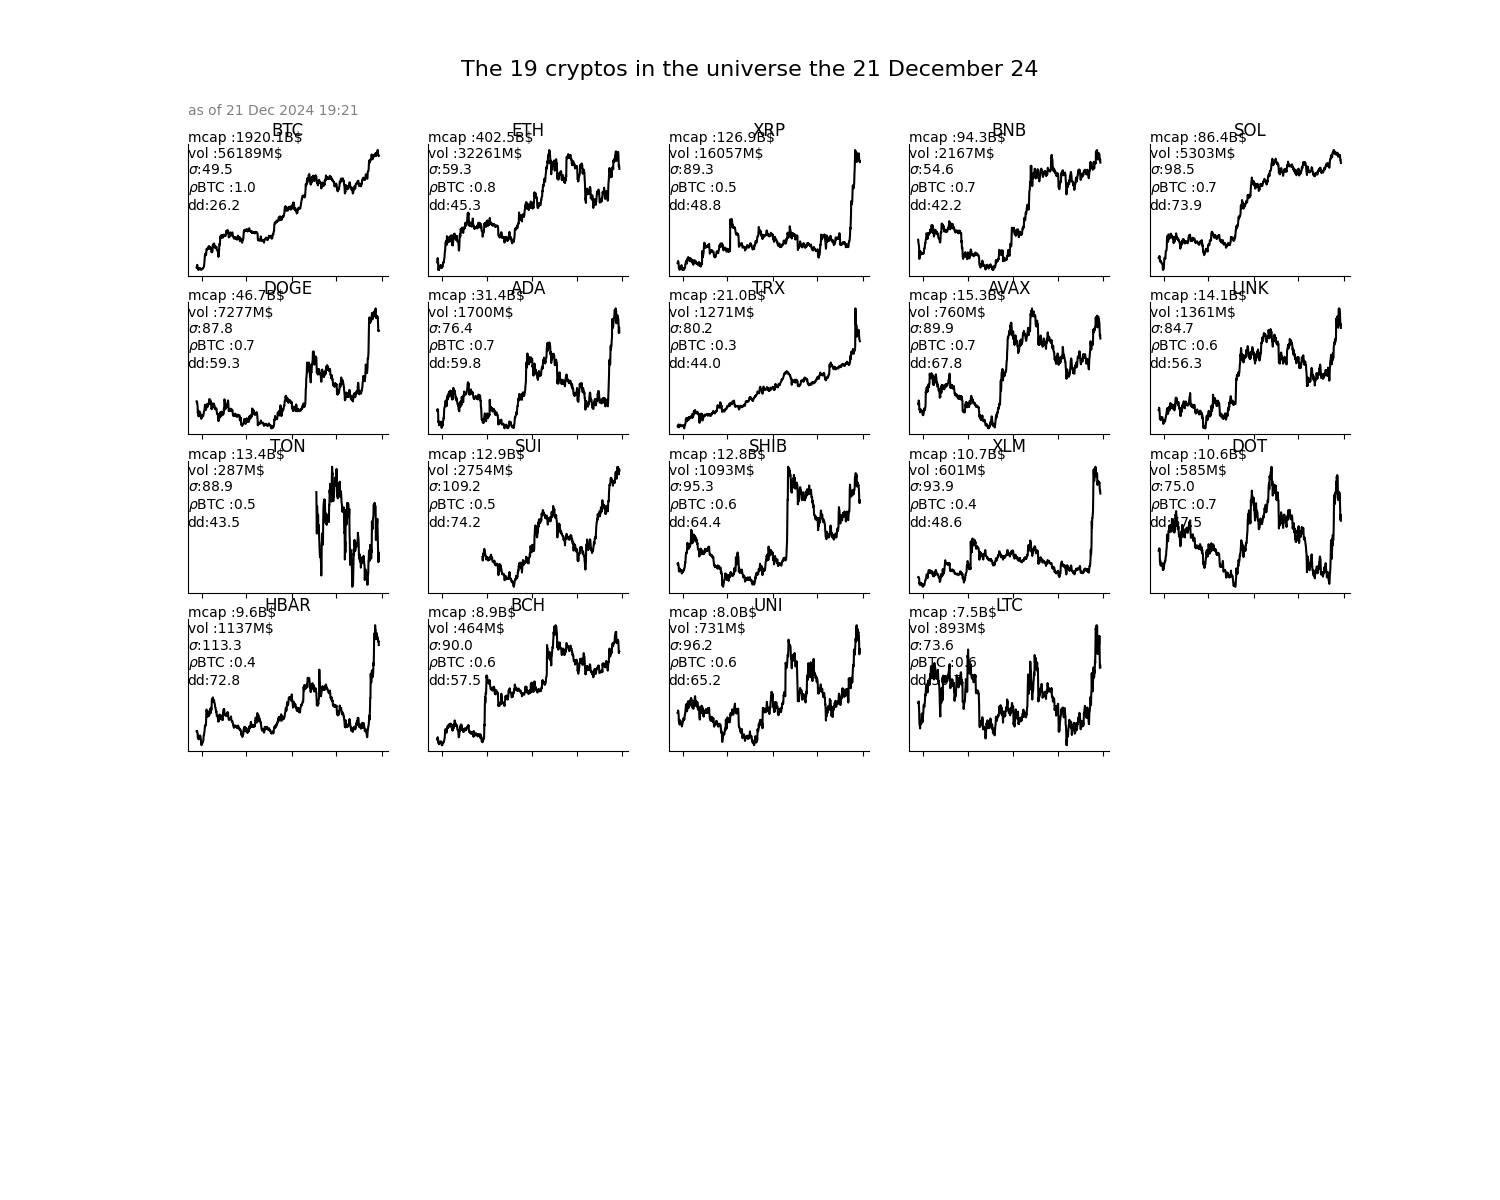 The 19 cryptos in the universe the 21 December 24
as of 21 Dec 2024 19:21
BTC
mcap :1920.1B$
vol :56189M$
σ:49.5
ρBTC :1.0
dd:26.2
ETH
mcap :402.5B$
vol :32261M$
σ:59.3
ρBTC :0.8
dd:45.3
XRP
mcap :126.9B$
vol :16057M$
σ:89.3
ρBTC :0.5
dd:48.8
BNB
mcap :94.3B$
vol :2167M$
σ:54.6
ρBTC :0.7
dd:42.2
SOL
mcap :86.4B$
vol :5303M$
σ:98.5
ρBTC :0.7
dd:73.9
DOGE
mcap :46.7B$
vol :7277M$
σ:87.8
ρBTC :0.7
dd:59.3
ADA
mcap :31.4B$
vol :1700M$
σ:76.4
ρBTC :0.7
dd:59.8
TRX
mcap :21.0B$
vol :1271M$
σ:80.2
ρBTC :0.3
dd:44.0
AVAX
mcap :15.3B$
vol :760M$
σ:89.9
ρBTC :0.7
dd:67.8
LINK
mcap :14.1B$
vol :1361M$
σ:84.7
ρBTC :0.6
dd:56.3
TON
mcap :13.4B$
vol :287M$
σ:88.9
ρBTC :0.5
dd:43.5
SUI
mcap :12.9B$
vol :2754M$
σ:109.2
ρBTC :0.5
dd:74.2
SHIB
mcap :12.8B$
vol :1093M$
σ:95.3
ρBTC :0.6
dd:64.4
XLM
mcap :10.7B$
vol :601M$
σ:93.9
ρBTC :0.4
dd:48.6
DOT
mcap :10.6B$
vol :585M$
σ:75.0
ρBTC :0.7
HBAR
mcap :9.6B$
vol :1137M$
σ:113.3
ρBTC :0.4
dd:72.8
BCH
mcap :8.9B$
vol :464M$
σ:90.0
ρBTC :0.6
dd:57.5
UNI
mcap :8.0B$
vol :731M$
σ:96.2
ρBTC :0.6
dd:65.2
LTC
mcap :7.5B$
vol :893M$
σ:73.6
ρBTC :0.6